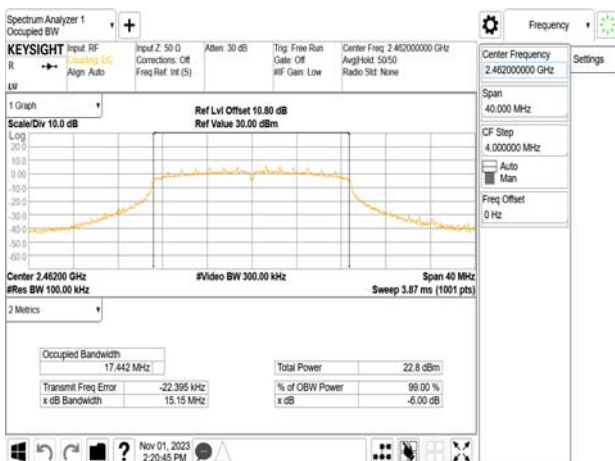 Spectrum Analyzer 1
Occupied BW
+
Frequency
KEYSIGHT
R
LXI
Input: RF
Coupling: DC
Align: Auto
Input Z: 50 Ω
Corrections: Off
Freq Ref: Int (S)
Atten: 30 dB
Trig: Free Run
Gate: Off
#IF Gain: Low
Center Freq: 2.462000000 GHz
Avg|Hold: 50/50
Radio Std: None
Center Frequency
2.462000000 GHz
Settings
Span
40.000 MHz
CF Step
4.000000 MHz
Auto
Man
Freq Offset
0 Hz
1 Graph
Scale/Div 10.0 dB
Ref Lvl Offset 10.80 dB
Ref Value 30.00 dBm
Log
20.0
10.0
0.00
-10.0
-20.0
-30.0
-40.0
-50.0
-60.0
Center 2.46200 GHz
#Res BW 100.00 kHz
#Video BW 300.00 kHz
Span 40 MHz
Sweep 3.87 ms (1001 pts)
2 Metrics
Occupied Bandwidth
17.442 MHz
Total Power 22.8 dBm
Transmit Freq Error -22.395 kHz
% of OBW Power 99.00 %
x dB Bandwidth 15.15 MHz
x dB -6.00 dB
?
Nov 01, 2023
2:20:45 PM